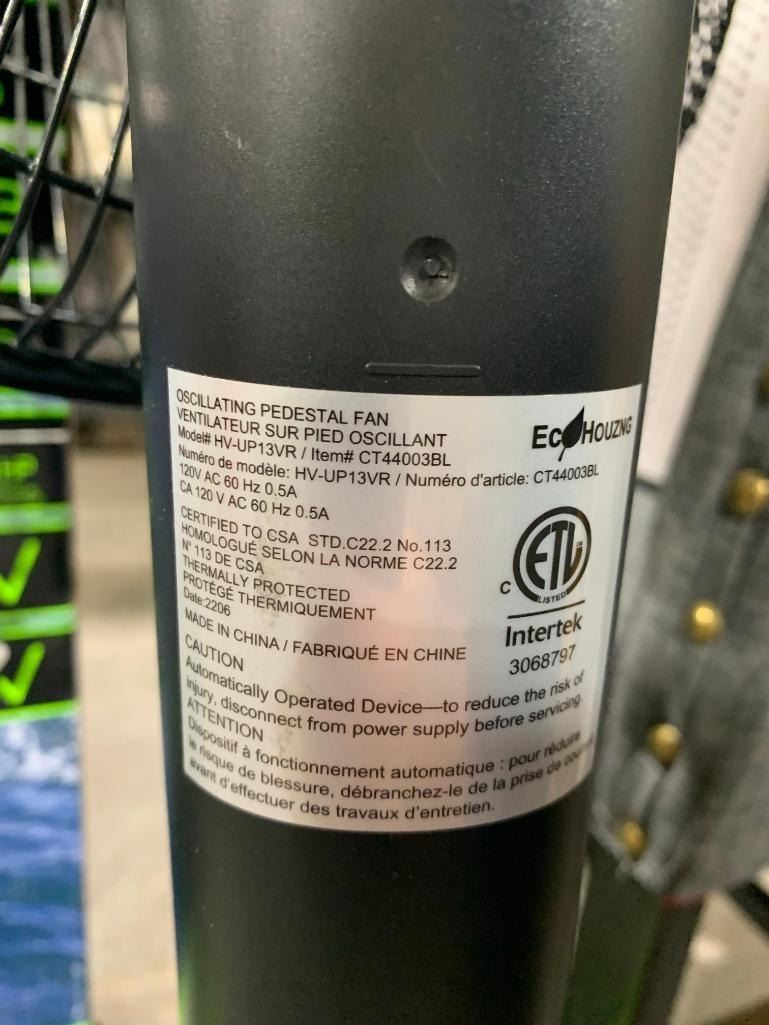 OSCILLATING PEDESTAL FAN
VENTILATEUR SUR PIED OSCILLANT
Model# HV-UP13VR / Item# CT44003BL
Numéro de modèle: HV-UP13VR / Numéro d'article: CT44003BL
120V AC 60 Hz 0.5A
CA 120 V AC 60 Hz 0.5A
EcoHOUZNG
CERTIFIED TO CSA STD.C22.2 No.113
HOMOLOGUÉ SELON LA NORME C22.2
N° 113 DE CSA
THERMALLY PROTECTED
PROTÉGÉ THERMIQUEMENT
Date:2206
MADE IN CHINA / FABRIQUÉ EN CHINE
C
ETL
LISTED
Intertek
3068797
CAUTION
Automatically Operated Device—to reduce the risk of
injury, disconnect from power supply before servicing.
ATTENTION
Dispositif à fonctionnement automatique : pour réduire
le risque de blessure, débranchez-le de la prise de
avant d'effectuer des travaux d'entretien.